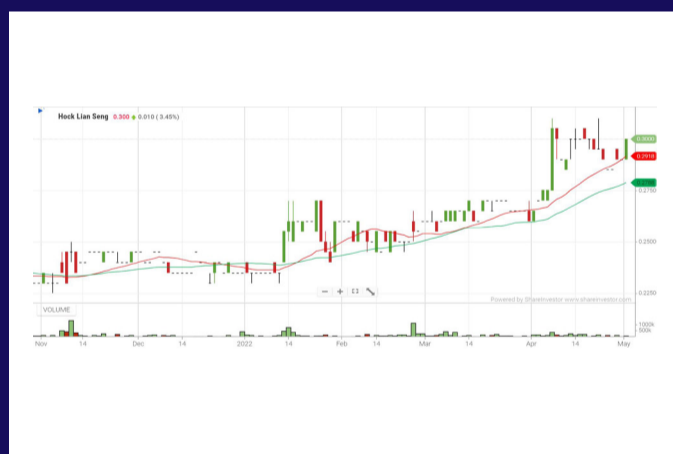 Hock Lian Seng 0.300 0.010 ( 3.45%)
0.3000
0.2918
0.2750
0.2500
0.2250
Powered by ShareInvestor www.shareinvestor.com
VOLUME
1000k
500k
Nov 14 Dec 14 2022 14 Feb 14 Mar 14 Apr 14 May